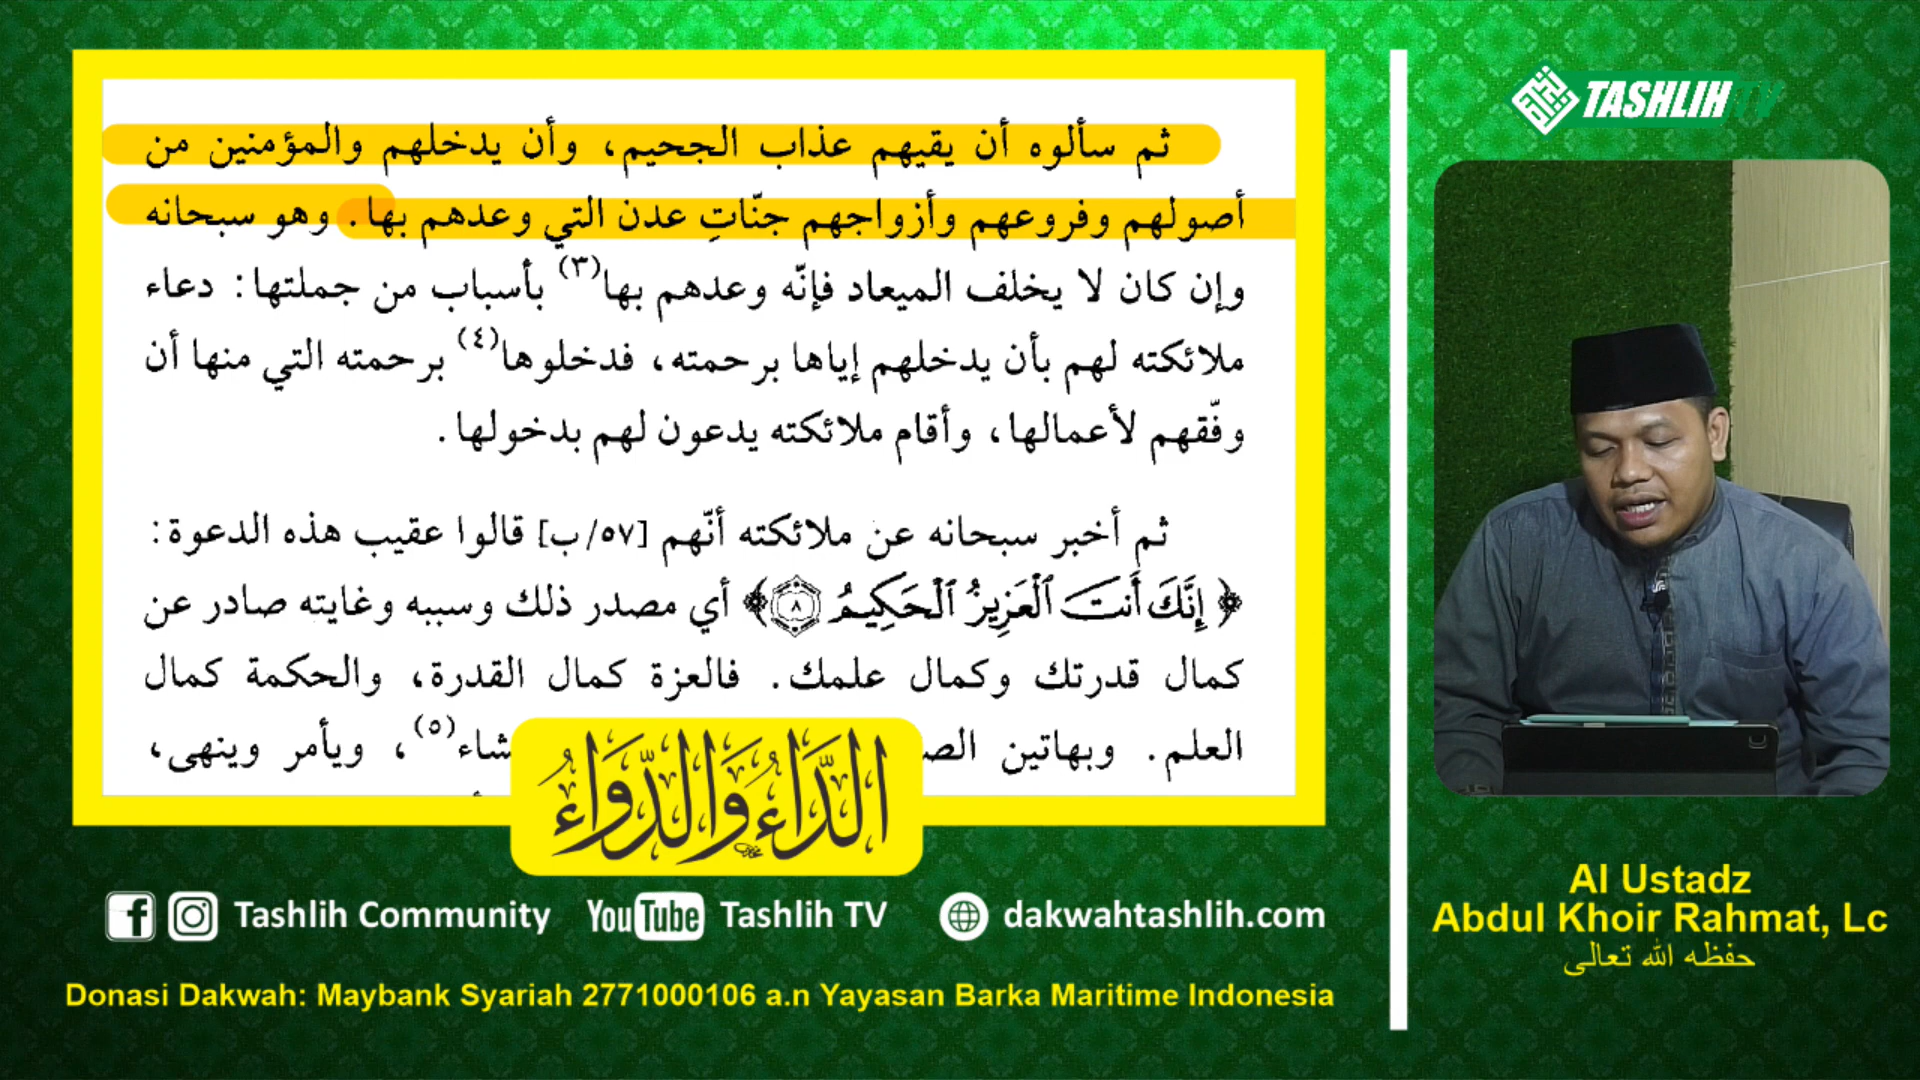 ثم سألوه أن يقيهم عذاب الجحيم، وأن يدخلهم والمؤمنين من
أصولهم وفروعهم وأزواجهم جنّاتِ عدن التي وعدهم بها. وهو سبحانه
وإن كان لا يخلف الميعاد فإنّه وعدهم بها(٣) بأسباب من جملتها: دعاء
ملائكته لهم بأن يدخلهم إياها برحمته، فدخلوها(٤) برحمته التي منها أن
وفّقهم لأعمالها، وأقام ملائكته يدعون لهم بدخولها.
ثم أخبر سبحانه عن ملائكته أنّهم [٥٧/ب] قالوا عقيب هذه الدعوة:
﴿إِنَّكَ أَنتَ ٱلْعَزِيزُ ٱلْحَكِيمُ ٨﴾ أي مصدر ذلك وسببه وغايته صادر عن
كمال قدرتك وكمال علمك. فالعزة كمال القدرة، والحكمة كمال
العلم. وبهاتين (٥)، ويأمر وينهى،
الدَّاءُ وَالدَّوَاءُ
Tashlih Community YouTube Tashlih TV dakwahtashlih.com
Donasi Dakwah: Maybank Syariah 2771000106 a.n Yayasan Barka Maritime Indonesia
TASHLIH TV
Al Ustadz
Abdul Khoir Rahmat, Lc
حفظه الله تعالى